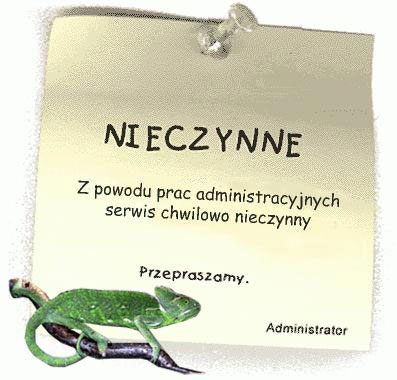 NIECZYNNE
Z powodu prac administracyjnych
serwis chwilowo nieczynny
Przepraszamy.
Administrator